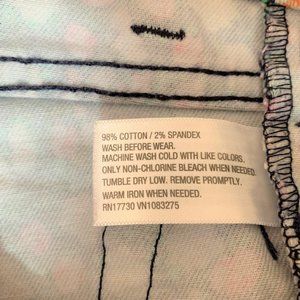 98% COTTON / 2% SPANDEX
WASH BEFORE WEAR.
MACHINE WASH COLD WITH LIKE COLORS.
ONLY NON-CHLORINE BLEACH WHEN NEEDED.
TUMBLE DRY LOW. REMOVE PROMPTLY.
WARM IRON WHEN NEEDED.
RN17730 VN1083275